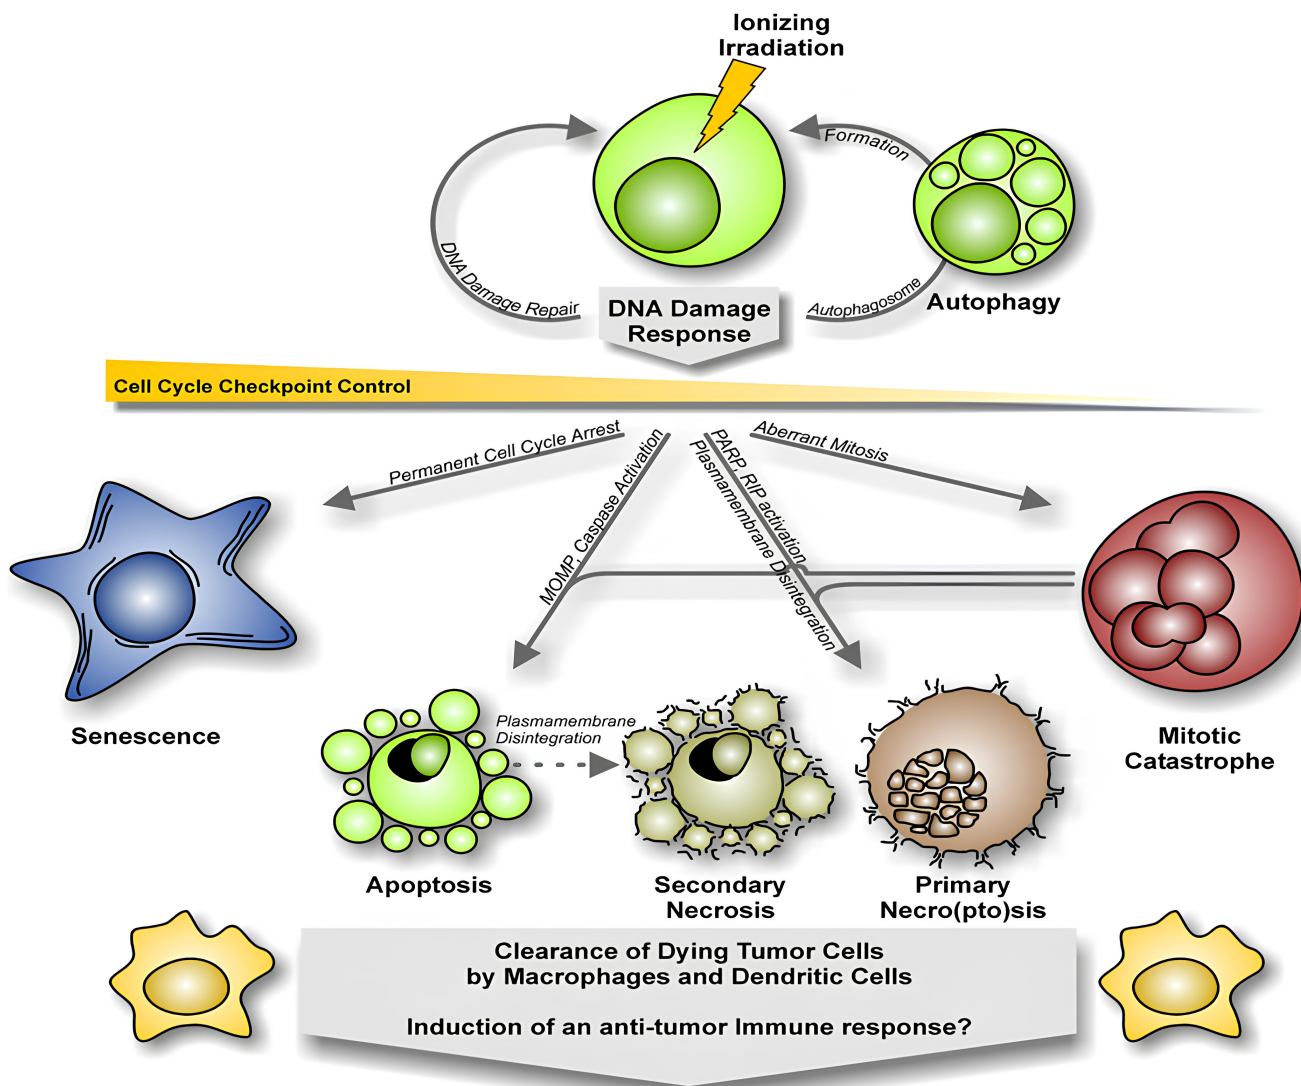 Ionizing
Irradiation
Formation
DNA Damage Repair
DNA Damage
Response
Autophagosome
Autophagy
Cell Cycle Checkpoint Control
Permanent Cell Cycle Arrest
MOMP, Caspase Activation
PARP, RIP activation
Plasmamembrane Disintegration
Aberrant Mitosis
Senescence
Mitotic
Catastrophe
Plasmamembrane
Disintegration
Apoptosis
Secondary
Necrosis
Primary
Necro(pto)sis
Clearance of Dying Tumor Cells
by Macrophages and Dendritic Cells
Induction of an anti-tumor Immune response?